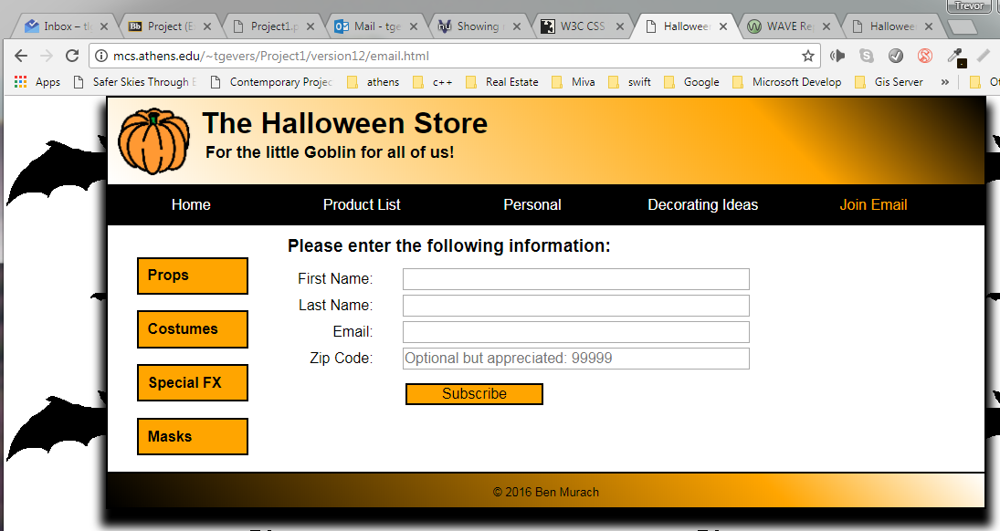 Trevor
Inbox – tl
Project (E
Project1.p
Mail - tge
Showing
W3C CSS
Halloween
WAVE Re
Hallowee
mcs.athens.edu/~tgevers/Project1/version12/email.html
Apps Safer Skies Through E Contemporary Projec athens c++ Real Estate Miva swift Google Microsoft Develop Gis Server » Ot
The Halloween Store
For the little Goblin for all of us!
Home Product List Personal Decorating Ideas Join Email
Props
Costumes
Special FX
Masks
Please enter the following information:
First Name:
Last Name:
Email:
Zip Code: Optional but appreciated: 99999
Subscribe
© 2016 Ben Murach